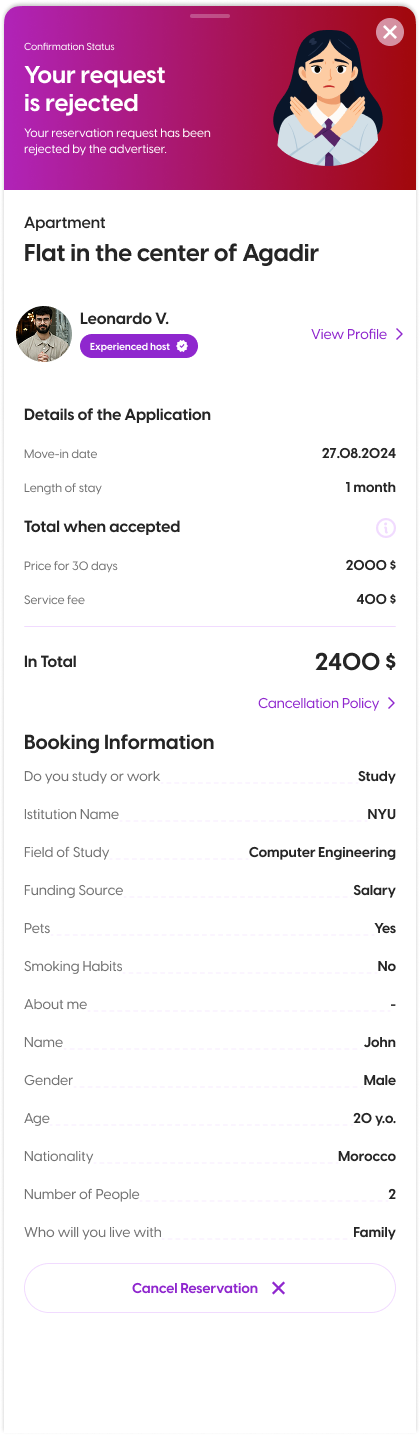 Confirmation Status
Your request
is rejected
Your reservation request has been
rejected by the advertiser.
Apartment
Flat in the center of Agadir
Leonardo V.
Experienced host
View Profile
Details of the Application
Move-in date 27.08.2024
Length of stay 1 month
Total when accepted
Price for 30 days 2000 $
Service fee 400 $
In Total 2400 $
Cancellation Policy
Booking Information
Do you study or work Study
Istitution Name NYU
Field of Study Computer Engineering
Funding Source Salary
Pets Yes
Smoking Habits No
About me -
Name John
Gender Male
Age 20 y.o.
Nationality Morocco
Number of People 2
Who will you live with Family
Cancel Reservation